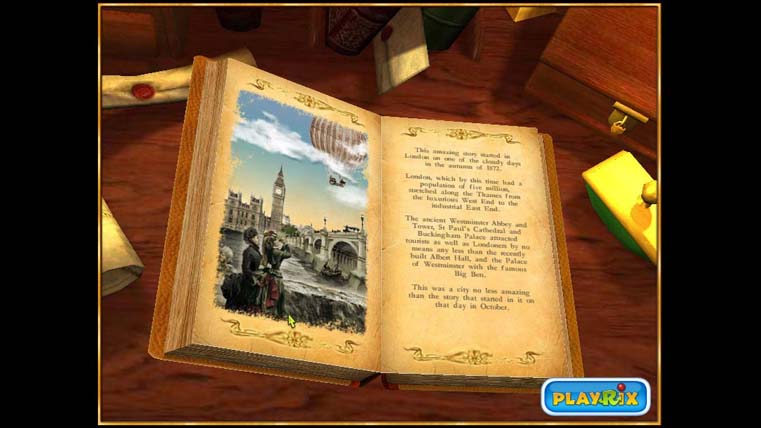 This amazing story started in
London on one of the cloudy days
in the autumn of 1872.
London, which by this time had a
population of five million,
stretched along the Thames from
the luxurious West End to the
industrial East End.
The ancient Westminster Abbey and
Tower, St Paul's Cathedral and
Buckingham Palace attracted
tourists as well as Londoners by no
means any less than the recently
built Albert Hall, and the Palace
of Westminster with the famous
Big Ben.
This was a city no less amazing
than the story that started in it on
that day in October.
PLAYRIX